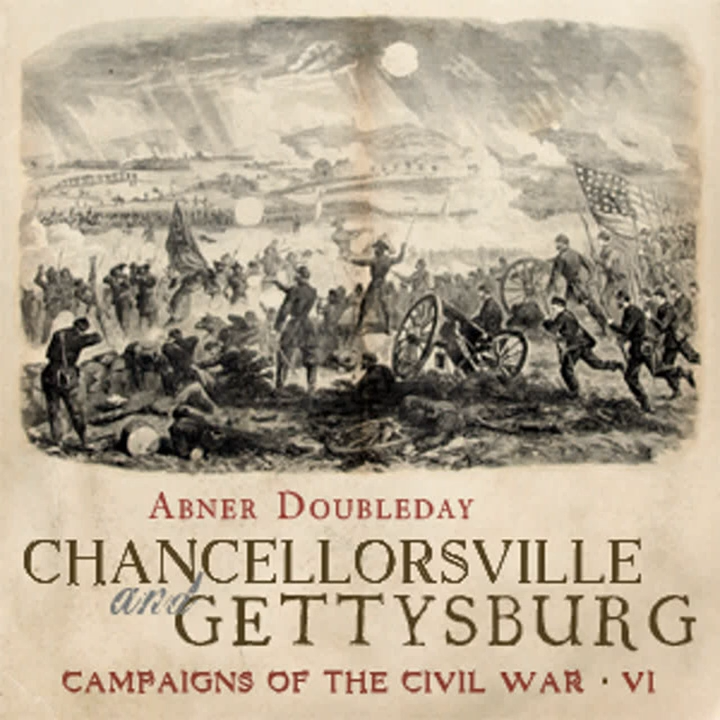 ABNER DOUBLEDAY
CHANCELLORSVILLE
and GETTYSBURG
CAMPAIGNS OF THE CIVIL WAR · VI